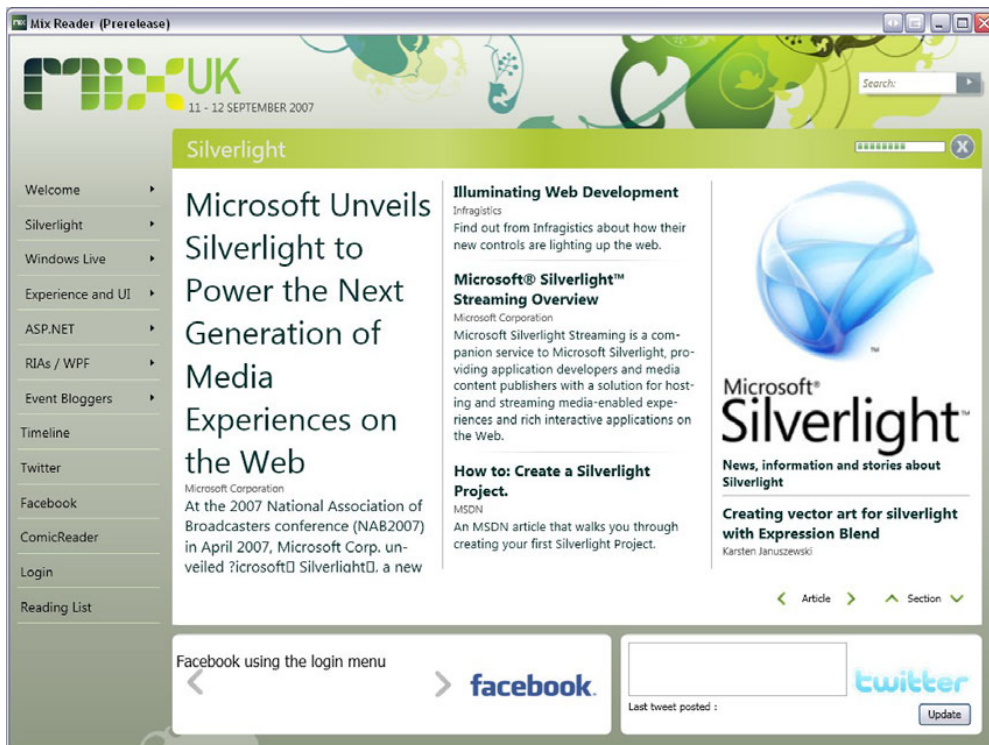 Mix Reader (Prerelease)
mix UK
11 - 12 SEPTEMBER 2007
Search:
Silverlight
X
Welcome
Silverlight
Windows Live
Experience and UI
ASP.NET
RIAs / WPF
Event Bloggers
Timeline
Twitter
Facebook
ComicReader
Login
Reading List
Microsoft Unveils
Silverlight to
Power the Next
Generation of
Media
Experiences on
the Web
Microsoft Corporation
At the 2007 National Association of
Broadcasters conference (NAB2007)
in April 2007, Microsoft Corp. un-
veiled ?icrosoft▯ Silverlight▯, a new
Illuminating Web Development
Infragistics
Find out from Infragistics about how their
new controls are lighting up the web.
Microsoft® Silverlight™
Streaming Overview
Microsoft Corporation
Microsoft Silverlight Streaming is a com-
panion service to Microsoft Silverlight, pro-
viding application developers and media
content publishers with a solution for host-
ing and streaming media-enabled expe-
riences and rich interactive applications on
the Web.
How to: Create a Silverlight
Project.
MSDN
An MSDN article that walks you through
creating your first Silverlight Project.
™
Microsoft®
Silverlight™
News, information and stories about
Silverlight
Creating vector art for silverlight
with Expression Blend
Karsten Januszewski
Article
Section
Facebook using the login menu
facebook.
twitter
Last tweet posted :
Update